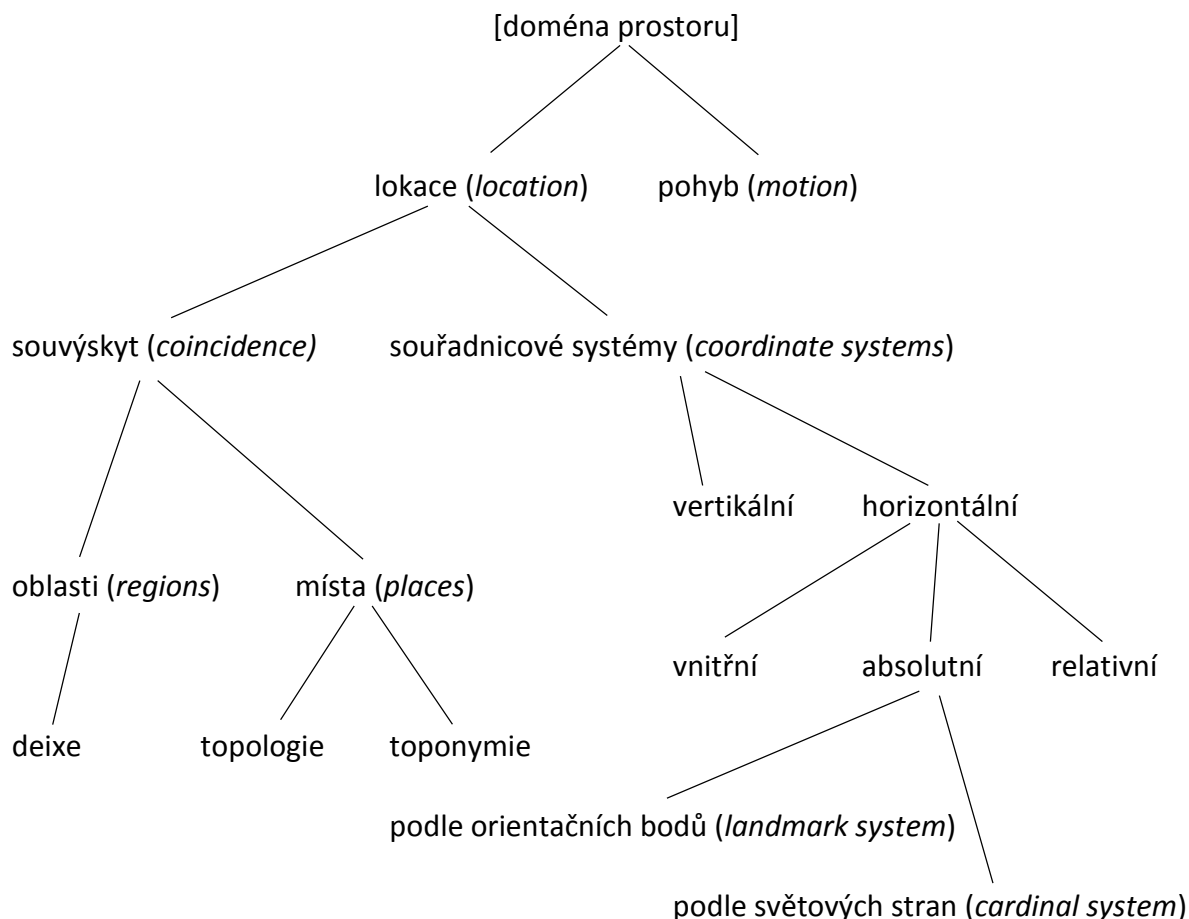 [doména prostoru]
lokace (location)
pohyb (motion)
souvýskyt (coincidence)
souřadnicové systémy (coordinate systems)
vertikální
horizontální
oblasti (regions)
místa (places)
vnitřní
absolutní
relativní
deixe
topologie
toponymie
podle orientačních bodů (landmark system)
podle světových stran (cardinal system)